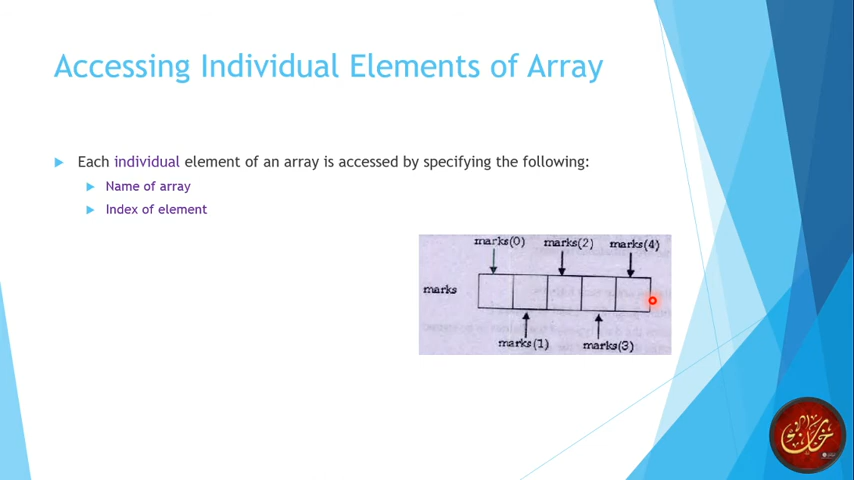 Accessing Individual Elements of Array
Each individual element of an array is accessed by specifying the following:
Name of array
Index of element
marks(0) marks(2) marks(4)
marks
marks(1) marks(3)